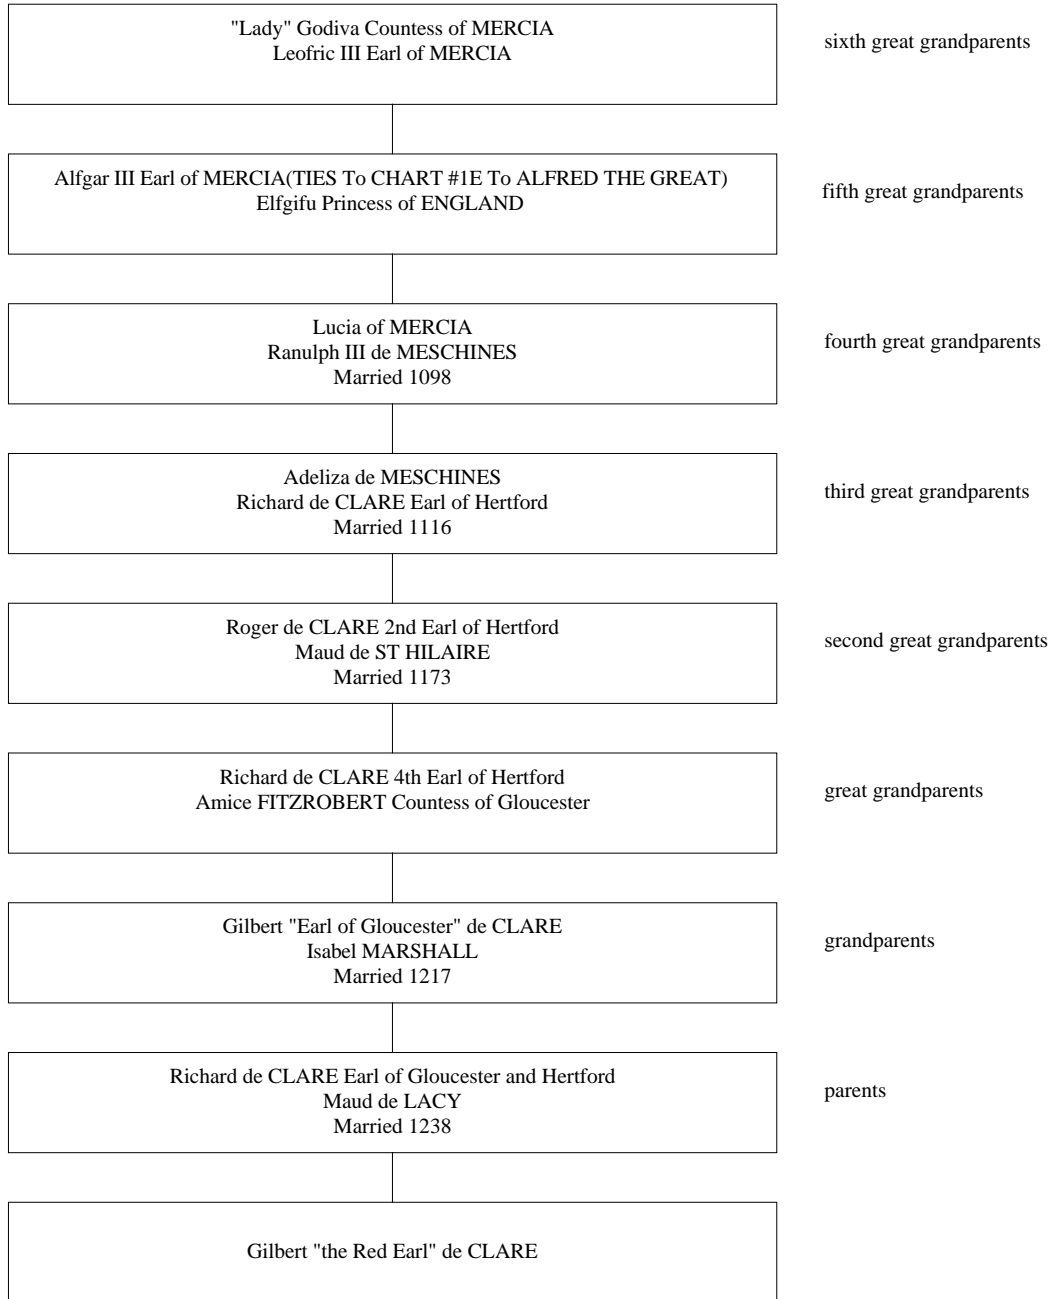 "Lady" Godiva Countess of MERCIA
Leofric III Earl of MERCIA
sixth great grandparents
Alfgar III Earl of MERCIA(TIES To CHART #1E To ALFRED THE GREAT)
Elfgifu Princess of ENGLAND
fifth great grandparents
Lucia of MERCIA
Ranulph III de MESCHINES
Married 1098
fourth great grandparents
Adeliza de MESCHINES
Richard de CLARE Earl of Hertford
Married 1116
third great grandparents
Roger de CLARE 2nd Earl of Hertford
Maud de ST HILAIRE
Married 1173
second great grandparents
Richard de CLARE 4th Earl of Hertford
Amice FITZROBERT Countess of Gloucester
great grandparents
Gilbert "Earl of Gloucester" de CLARE
Isabel MARSHALL
Married 1217
grandparents
Richard de CLARE Earl of Gloucester and Hertford
Maud de LACY
Married 1238
parents
Gilbert "the Red Earl" de CLARE